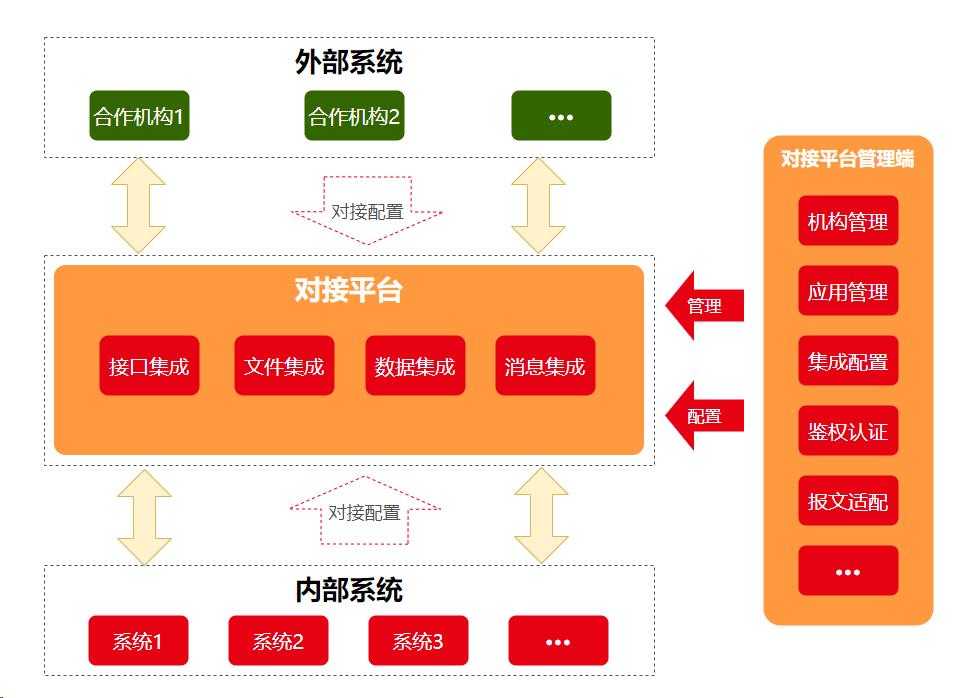 外部系统
合作机构1
合作机构2
•••
对接配置
对接平台
接口集成
文件集成
数据集成
消息集成
对接配置
内部系统
系统1
系统2
系统3
•••
管理
配置
对接平台管理端
机构管理
应用管理
集成配置
鉴权认证
报文适配
•••